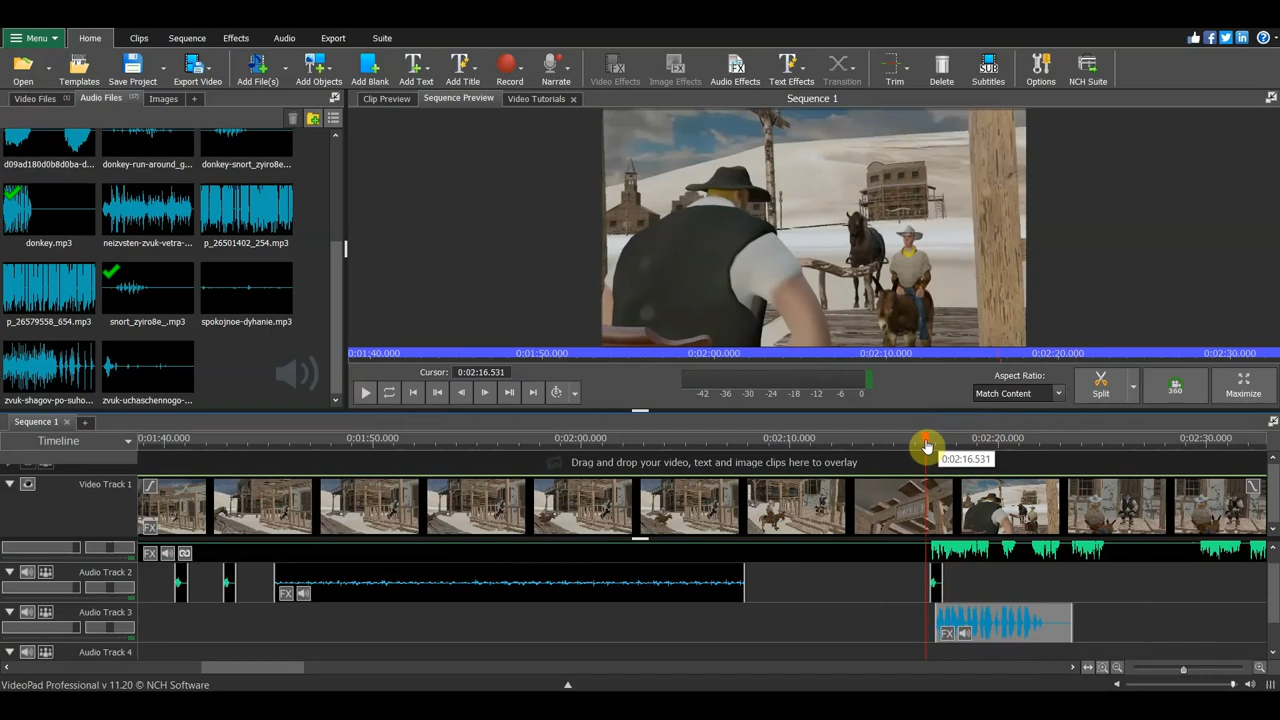 Menu Home Clips Sequence Effects Audio Export Suite
Open Templates Save Project Export Video Add File(s) Add Objects Add Blank Add Text Add Title Record Narrate Video Effects Image Effects Audio Effects Text Effects Transition Trim Delete Subtitles Options NCH Suite
Video Files Audio Files Images + Clip Preview Sequence Preview Video Tutorials Sequence 1
d09ad180d0b8d0ba-d... donkey-run-around_g... donkey-snort_zyiro8e...
donkey.mp3 neizvsten-zvuk-vetra-... p_26501402_254.mp3
p_26579558_654.mp3 snort_zyiro8e_.mp3 spokojnoe-dyhanie.mp3
zvuk-shagov-po-suho... zvuk-uchaschennogo-...
0:01:40.000 0:01:50.000 0:02:00.000 0:02:10.000 0:02:20.000 0:02:30.000
Cursor: 0:02:16.531
-42 -36 -30 -24 -18 -12 -6 0
Aspect Ratio:
Match Content
Split 360 Maximize
Sequence 1 +
Timeline 0:01:40.000 0:01:50.000 0:02:00.000 0:02:10.000 0:02:20.000 0:02:30.000
0:02:16.531
Drag and drop your video, text and image clips here to overlay
Video Track 1
FX
FX
Audio Track 2
FX
Audio Track 3
FX
Audio Track 4
VideoPad Professional v 11.20 © NCH Software